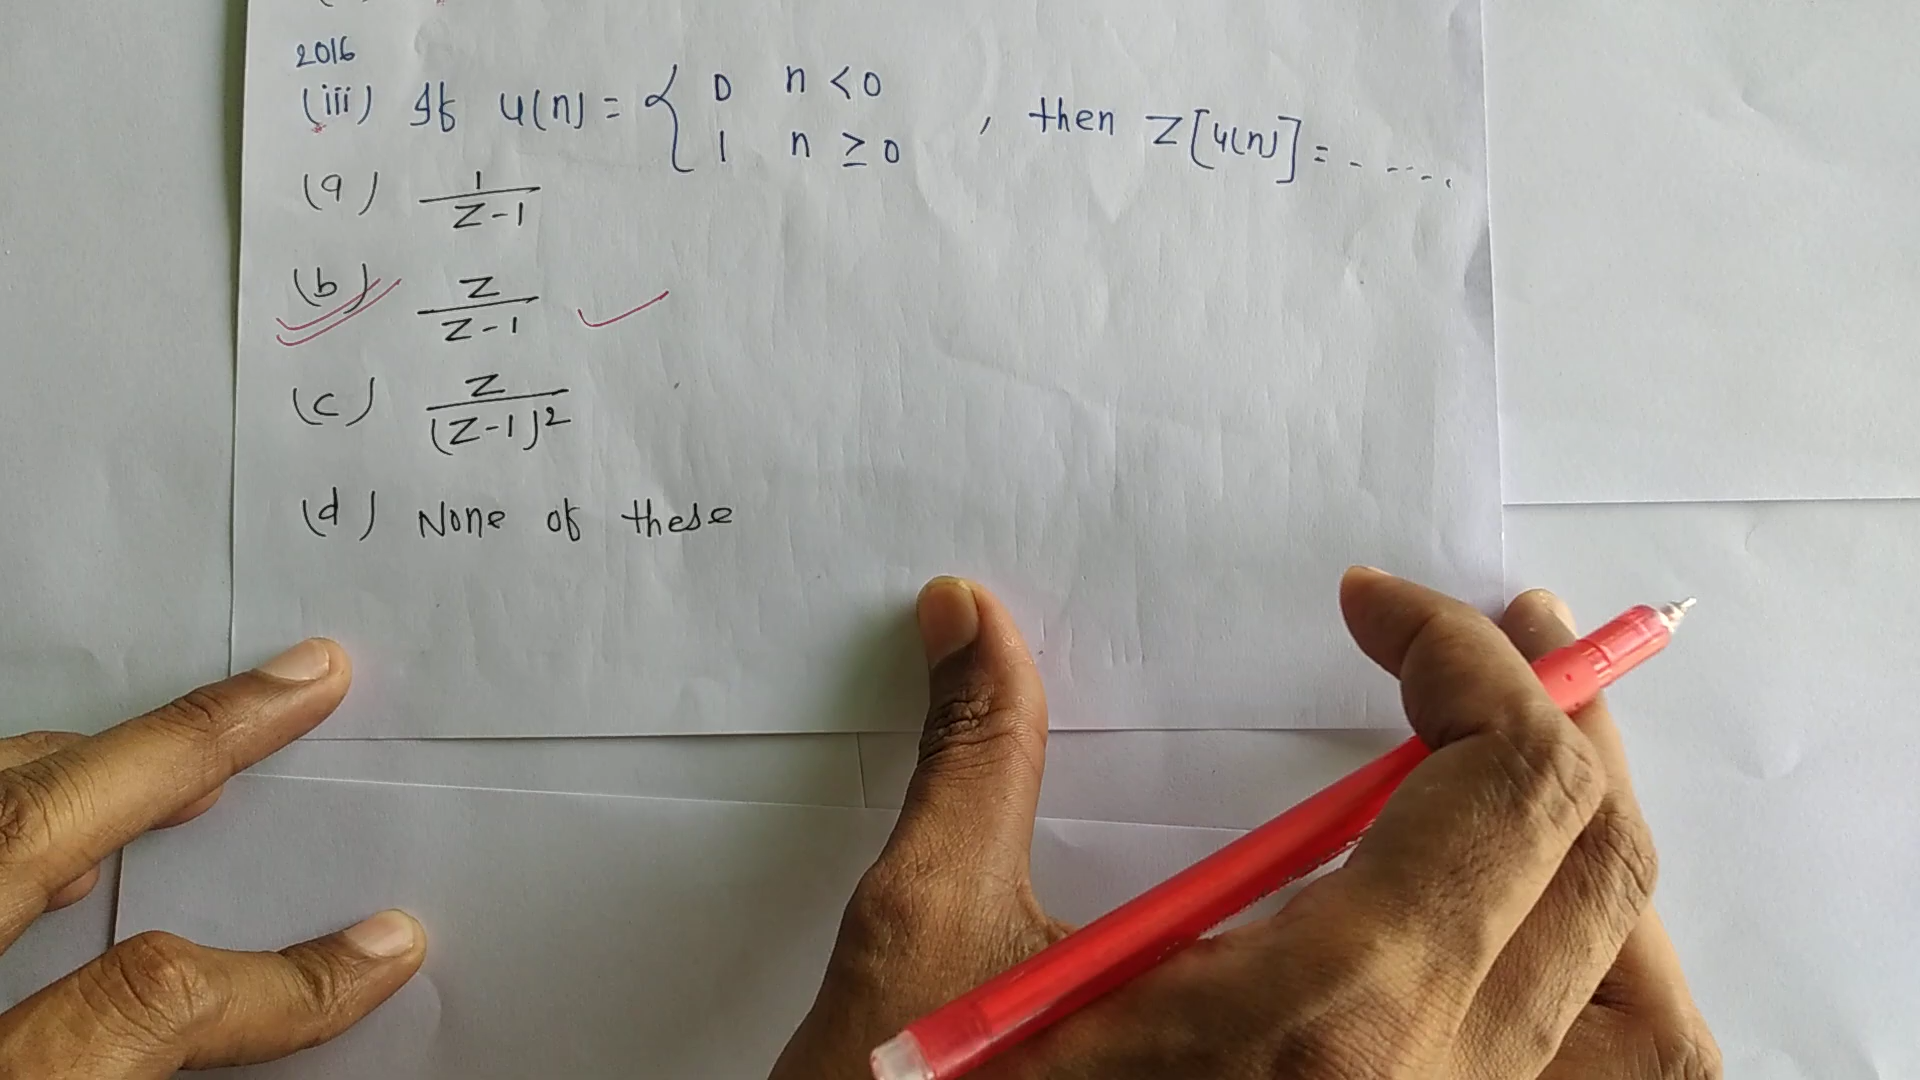 2016
(iii) If u(n) = { 0 n < 0
1 n ≥ 0 , then Z[u(n)] = - ......
(a) 1/(Z-1)
(b) Z/(Z-1)
(c) Z/(Z-1)²
(d) None of these